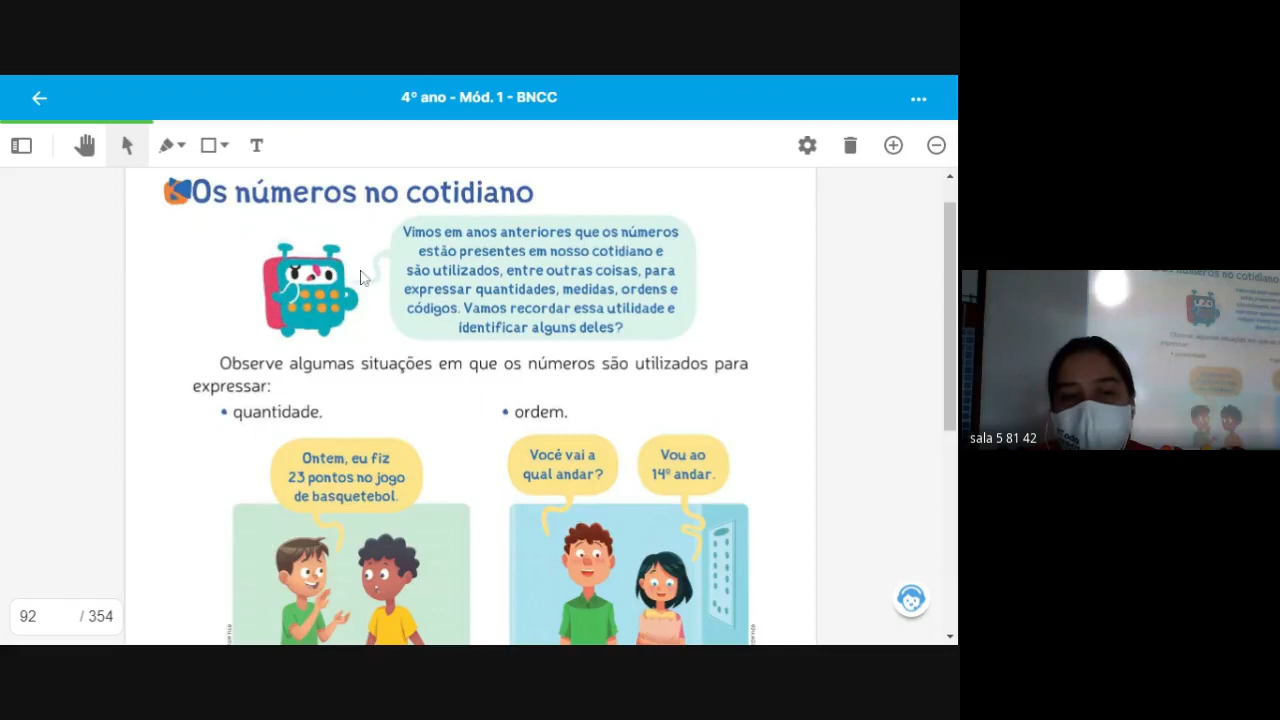 4º ano - Mód. 1 - BNCC
T
Os números no cotidiano
Vimos em anos anteriores que os números
estão presentes em nosso cotidiano e
são utilizados, entre outras coisas, para
expressar quantidades, medidas, ordens e
códigos. Vamos recordar essa utilidade e
identificar alguns deles?
Observe algumas situações em que os números são utilizados para
expressar:
• quantidade.
• ordem.
Ontem, eu fiz
23 pontos no jogo
de basquetebol.
Você vai a
qual andar?
Vou ao
14º andar.
92 / 354
sala 5 81 42